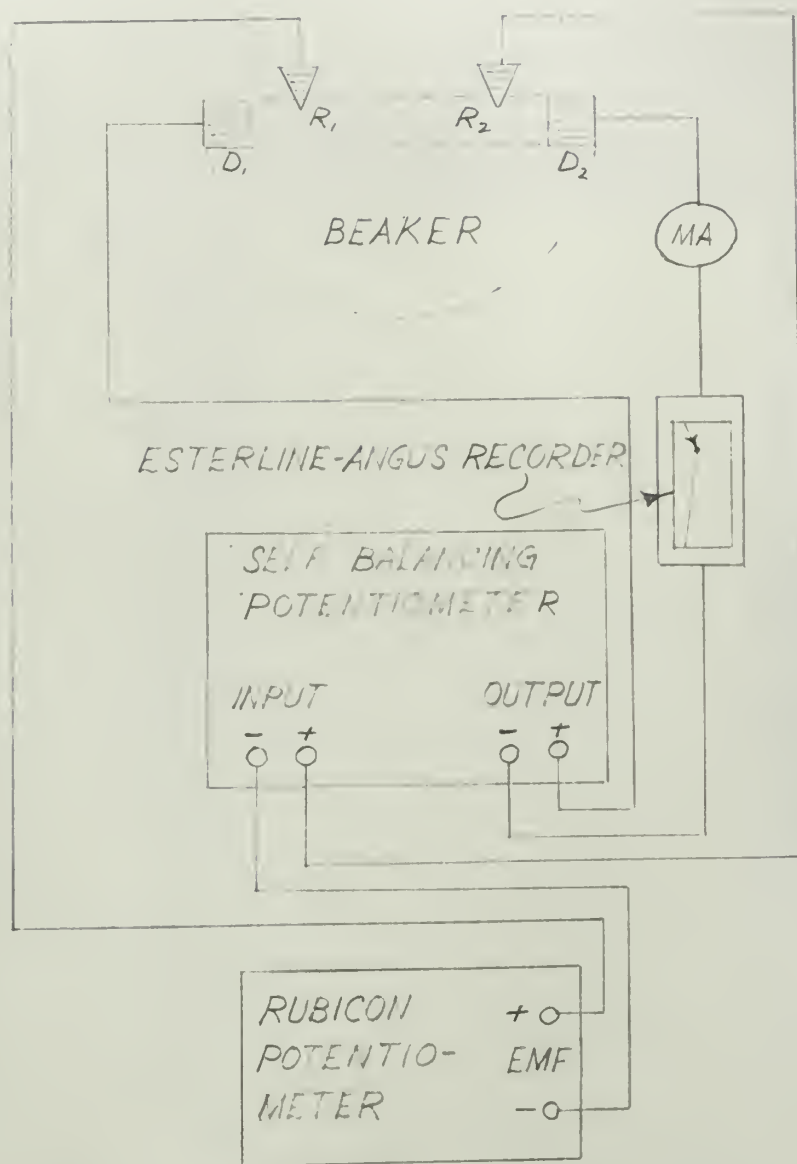 R₁ R₂
D₁ D₂
BEAKER MA
ESTERLINE-ANGUS RECORDER
SELF BALANCING
POTENTIOMETER
INPUT OUTPUT
- + - +
RUBICON +
POTENTIO- EMF
METER -